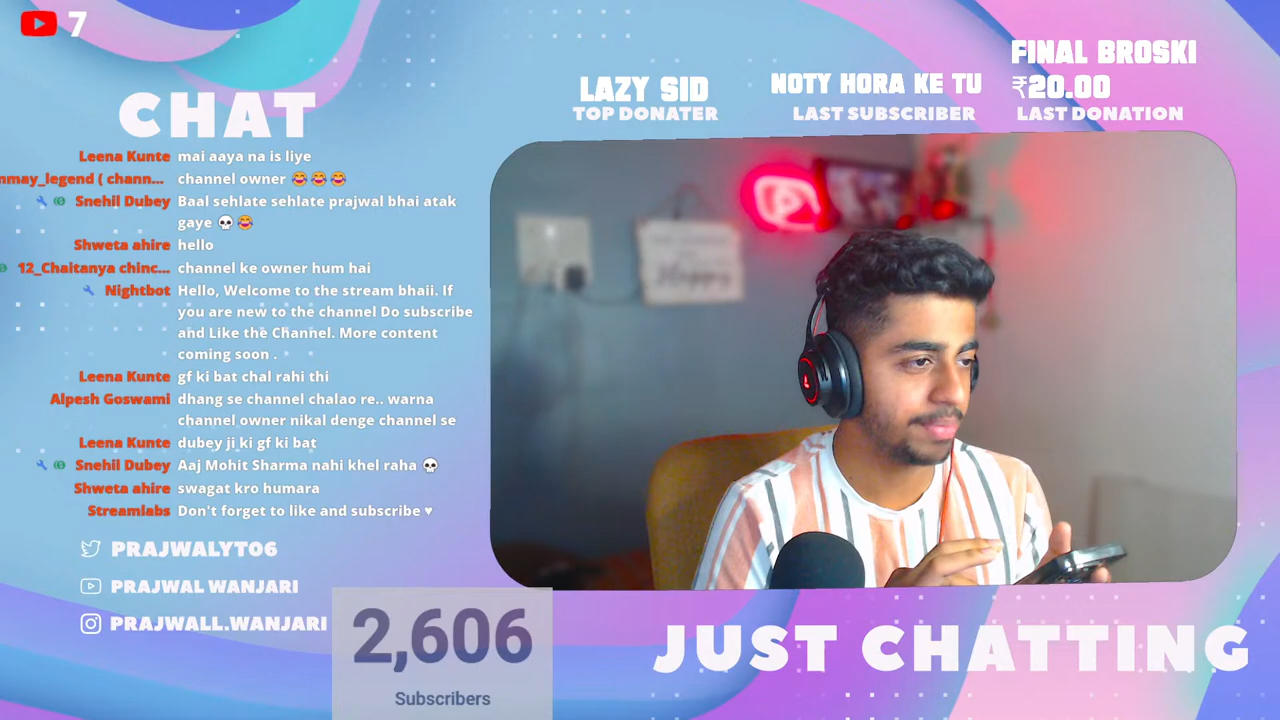 7
CHAT
Leena Kunte mai aaya na is liye
nmay_legend ( chann... channel owner 😂😂😂
Snehil Dubey Baal sehlate sehlate prajwal bhai atak
gaye 💀😂
Shweta ahire hello
12_Chaitanya chinc... channel ke owner hum hai
Nightbot Hello, Welcome to the stream bhaii. If
you are new to the channel Do subscribe
and Like the Channel. More content
coming soon .
Leena Kunte gf ki bat chal rahi thi
Alpesh Goswami dhang se channel chalao re.. warna
channel owner nikal denge channel se
Leena Kunte dubey ji ki gf ki bat
Snehil Dubey Aaj Mohit Sharma nahi khel raha 💀
Shweta ahire swagat kro humara
Streamlabs Don't forget to like and subscribe ♥
PRAJWALYT06
PRAJWAL WANJARI
PRAJWALL.WANJARI
2,606
Subscribers
LAZY SID
TOP DONATER
NOTY HORA KE TU
LAST SUBSCRIBER
FINAL BROSKI
₹20.00
LAST DONATION
Happy
JUST CHATTING